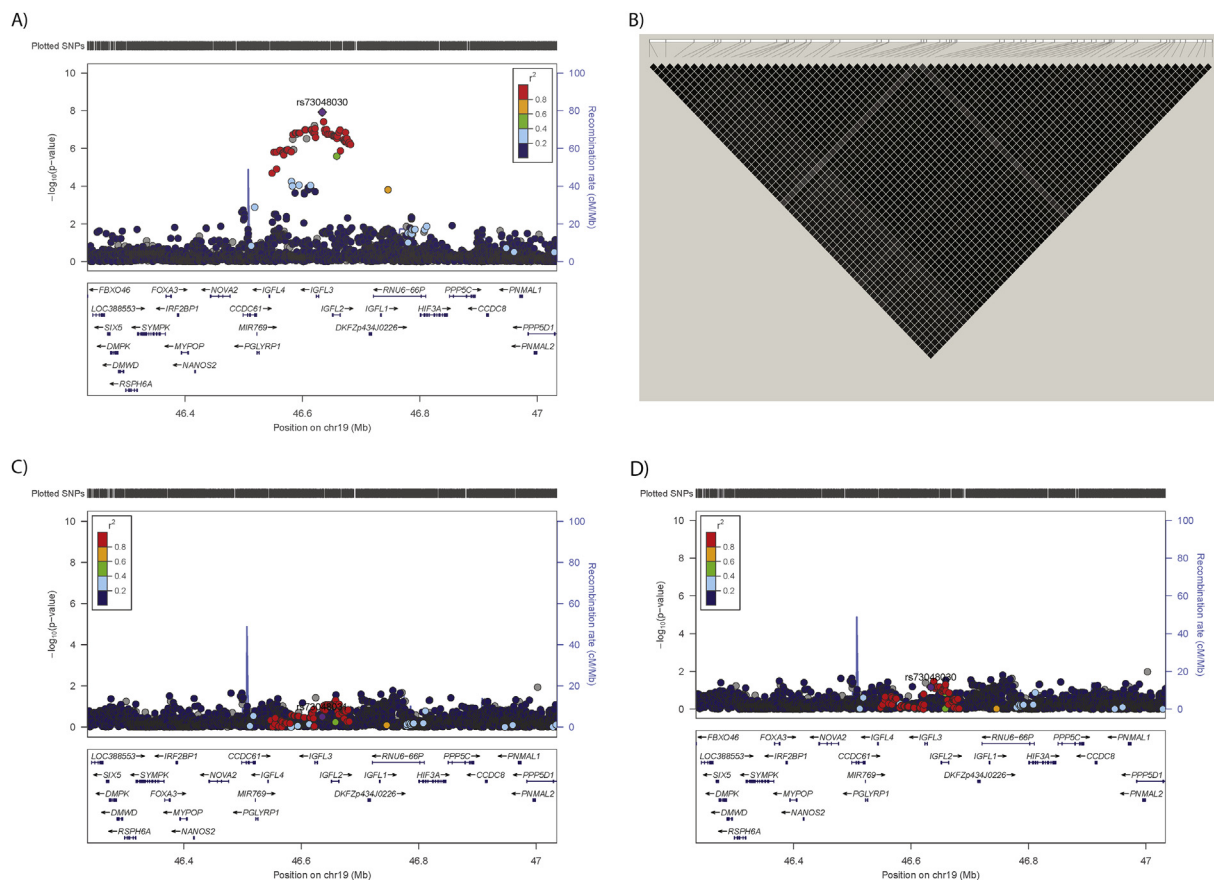 A)
Plotted SNPs
10
8
6
4
2
0
−log10(p−value)
100
80
60
40
20
0
Recombination rate (cM/Mb)
r2
0.8
0.6
0.4
0.2
rs73048030
←FBXO46 FOXA3→ ←NOVA2 ←IGFL4 ←IGFL3 ←RNU6−66P PPP5C→ ←PNMAL1
LOC388553→ ←IRF2BP1 CCDC61→ IGFL2→ IGFL1→ HIF3A→ ←CCDC8
←SIX5 ←SYMPK MIR769→ DKFZp434J0226→ ←PPP5D1
←DMPK ←MYPOP ←PGLYRP1 ←PNMAL2
←DMWD ←NANOS2
←RSPH6A
46.4 46.6 46.8 47
Position on chr19 (Mb)
B)
C)
Plotted SNPs
10
8
6
4
2
0
−log10(p−value)
100
80
60
40
20
0
Recombination rate (cM/Mb)
r2
0.8
0.6
0.4
0.2
LOC388553→ ←IRF2BP1 CCDC61→ ←IGFL3 ←RNU6−66P PPP5C→ ←PNMAL1
←SIX5 ←SYMPK ←NOVA2 ←IGFL4 IGFL2→ IGFL1→ HIF3A→ ←CCDC8 ←PPP5D1
←DMPK FOXA3→ MIR769→ DKFZp434J0226→ ←PNMAL2
←DMWD ←MYPOP ←PGLYRP1
←RSPH6A ←NANOS2
46.4 46.6 46.8 47
Position on chr19 (Mb)
D)
Plotted SNPs
10
8
6
4
2
0
−log10(p−value)
100
80
60
40
20
0
Recombination rate (cM/Mb)
r2
0.8
0.6
0.4
0.2
rs73048030
←FBXO46 FOXA3→ ←NOVA2 ←IGFL4 ←IGFL3 ←RNU6−66P PPP5C→ ←PNMAL1
LOC388553→ ←IRF2BP1 CCDC61→ IGFL2→ IGFL1→ HIF3A→ ←CCDC8
←SIX5 ←SYMPK MIR769→ DKFZp434J0226→ PPP5D1
←DMPK ←MYPOP ←PGLYRP1 ←PNMAL2
←DMWD ←NANOS2
←RSPH6A
46.4 46.6 46.8 47
Position on chr19 (Mb)